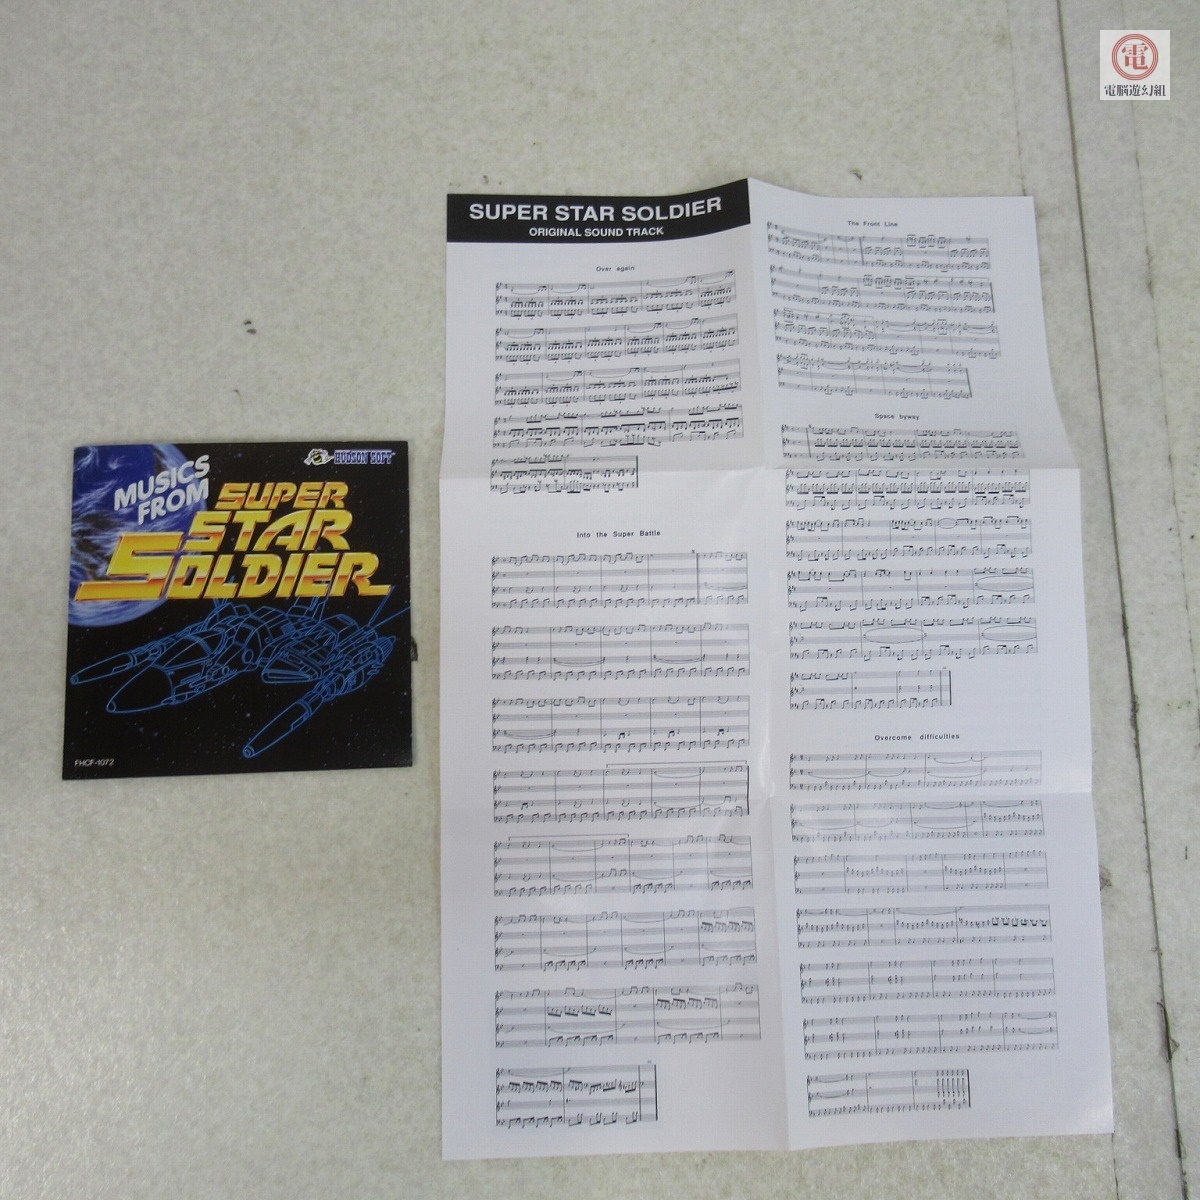 電
電脳遊幻組
MUSICS
FROM
SUPER
STAR
SOLDIER
HUDSON SOFT
FHCF-1072
SUPER STAR SOLDIER
ORIGINAL SOUND TRACK
Over again
Into the Super Battle
The Front Line
Space byway
Overcome difficulties